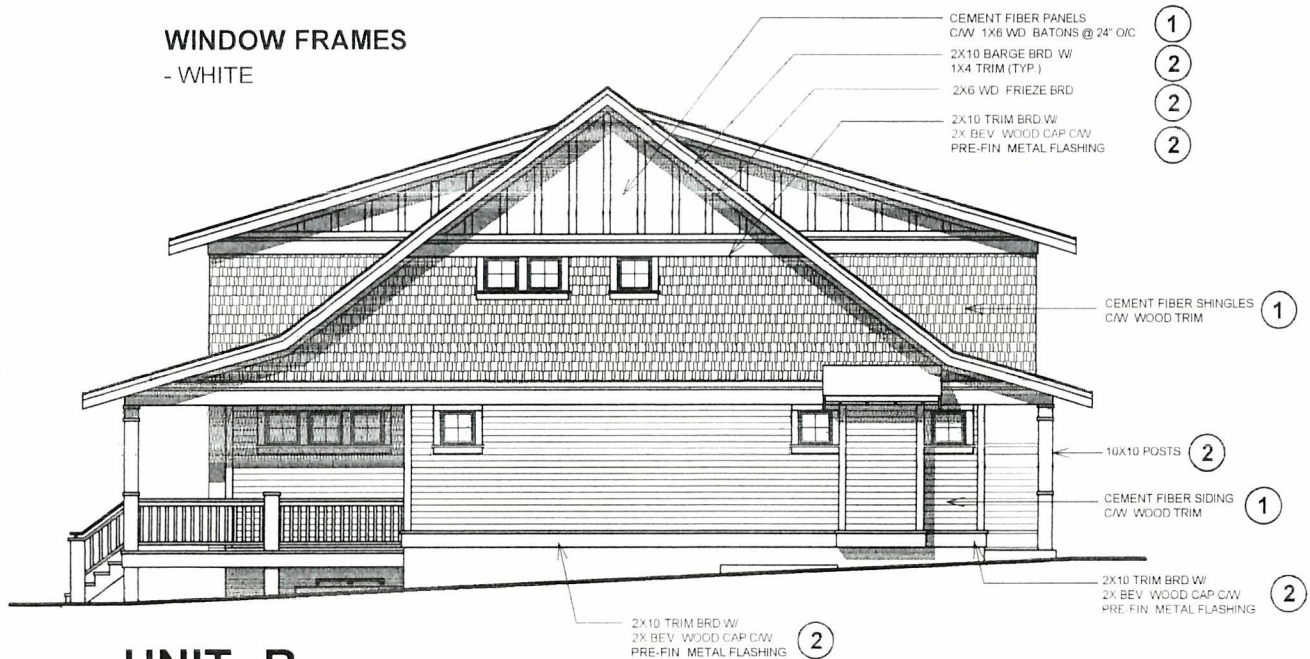 WINDOW FRAMES
- WHITE
CEMENT FIBER PANELS
C/W 1X6 WD BATONS @ 24" O/C
1
2X10 BARGE BRD W/
1X4 TRIM (TYP.)
2
2X6 WD FRIEZE BRD
2
2X10 TRIM BRD W/
2X BEV WOOD CAP C/W
PRE-FIN METAL FLASHING
2
CEMENT FIBER SHINGLES
C/W WOOD TRIM
1
10X10 POSTS
2
CEMENT FIBER SIDING
C/W WOOD TRIM
1
2X10 TRIM BRD W/
2X BEV WOOD CAP C/W
PRE-FIN METAL FLASHING
2
2X10 TRIM BRD W/
2X BEV WOOD CAP C/W
PRE-FIN METAL FLASHING
2